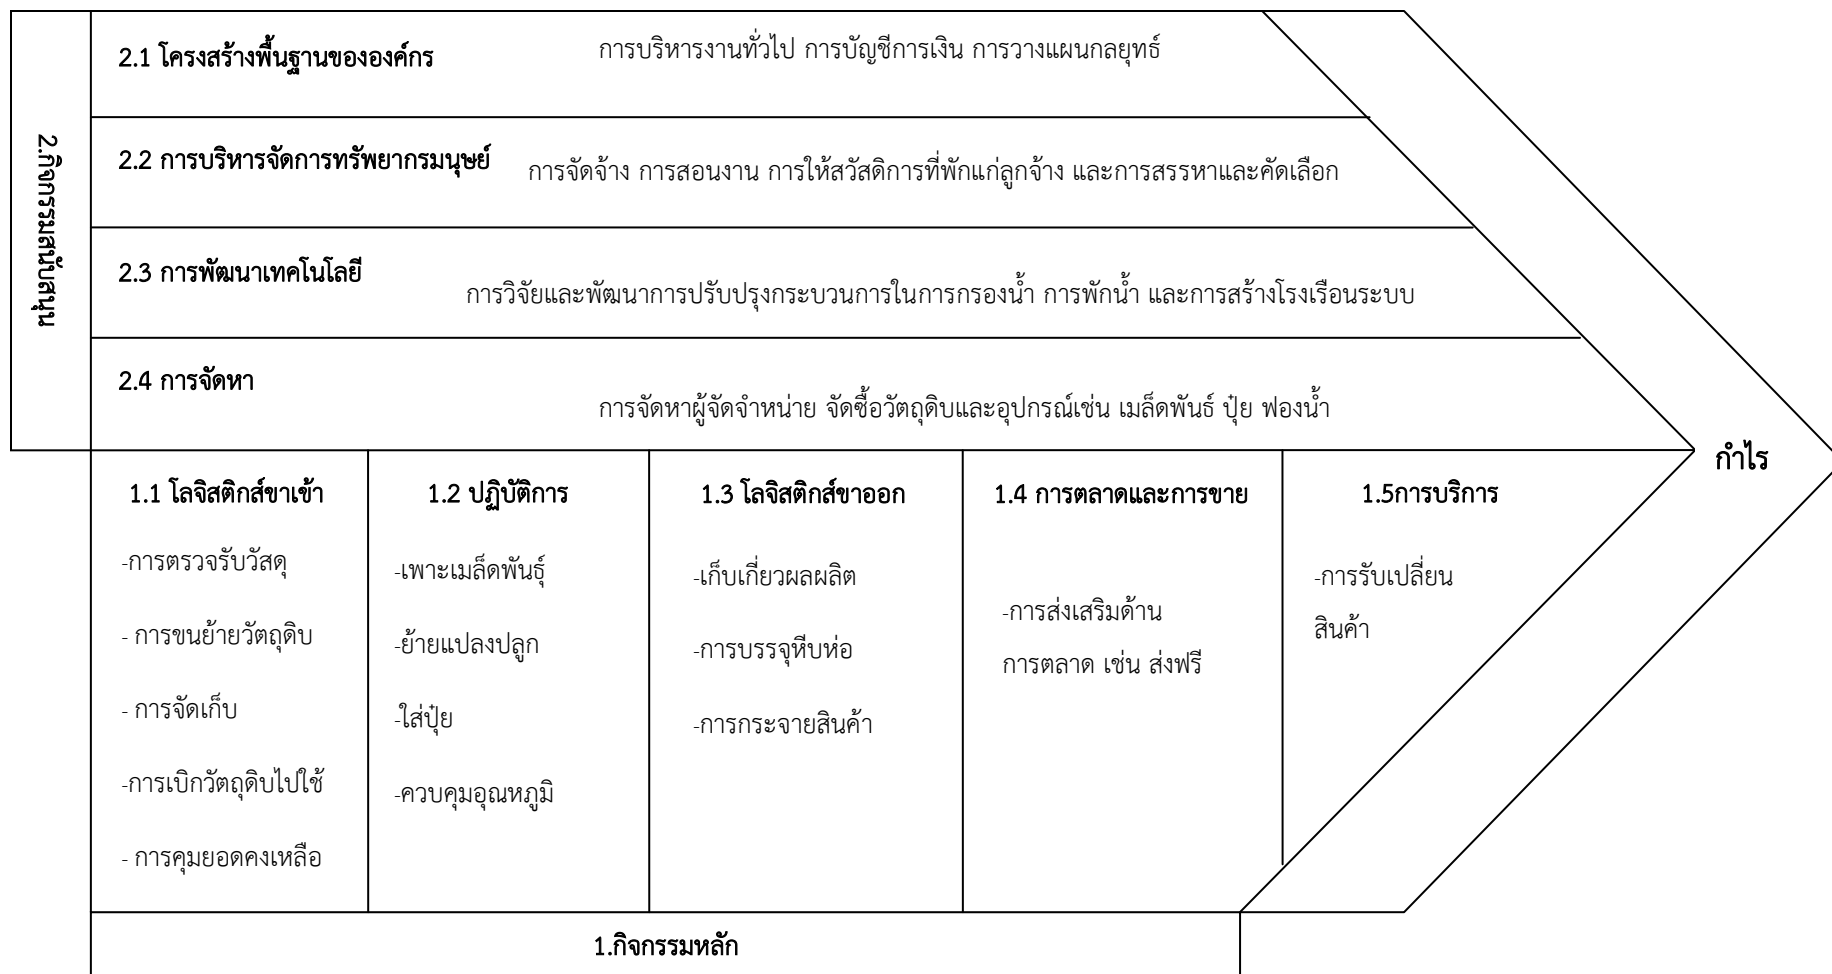 2.กิจกรรมสนับสนุน
2.1 โครงสร้างพื้นฐานขององค์กร
การบริหารงานทั่วไป การบัญชีการเงิน การวางแผนกลยุทธ์
2.2 การบริหารจัดการทรัพยากรมนุษย์
การจัดจ้าง การสอนงาน การให้สวัสดิการที่พักแก่ลูกจ้าง และการสรรหาและคัดเลือก
2.3 การพัฒนาเทคโนโลยี
การวิจัยและพัฒนาการปรับปรุงกระบวนการในการกรองน้ำ การพักน้ำ และการสร้างโรงเรือนระบบ
2.4 การจัดหา
การจัดหาผู้จัดจำหน่าย จัดซื้อวัตถุดิบและอุปกรณ์เช่น เมล็ดพันธ์ ปุ๋ย ฟองน้ำ
กำไร
1.1 โลจิสติกส์ขาเข้า
-การตรวจรับวัสดุ
- การขนย้ายวัตถุดิบ
- การจัดเก็บ
-การเบิกวัตถุดิบไปใช้
- การคุมยอดคงเหลือ
1.2 ปฏิบัติการ
-เพาะเมล็ดพันธุ์
-ย้ายแปลงปลูก
-ใส่ปุ๋ย
-ควบคุมอุณหภูมิ
1.3 โลจิสติกส์ขาออก
-เก็บเกี่ยวผลผลิต
-การบรรจุหีบห่อ
-การกระจายสินค้า
1.4 การตลาดและการขาย
-การส่งเสริมด้าน
การตลาด เช่น ส่งฟรี
1.5การบริการ
-การรับเปลี่ยน
สินค้า
1.กิจกรรมหลัก